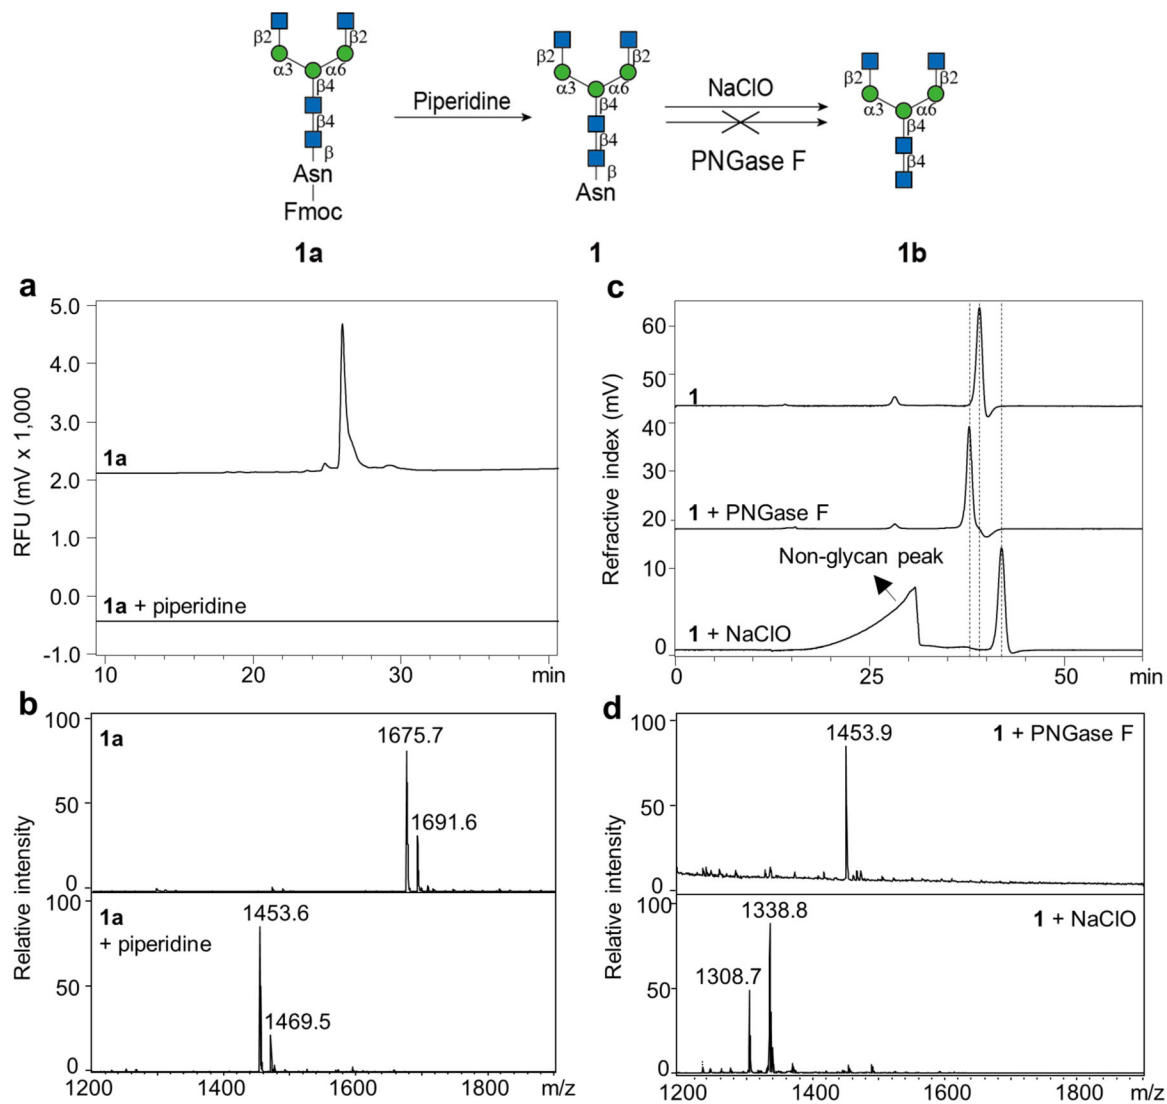 β2 β2
α3 α6
β4
β4
β
Asn
Fmoc
1a
Piperidine
β2 β2
α3 α6
β4
β4
β
Asn
1
NaClO
PNGase F
β2 β2
α3 α6
β4
β4
1b
a
RFU (mV x 1,000
5.0
4.0
3.0
2.0
1.0
0.0
-1.0
1a
1a + piperidine
10 20 30 min
b
Relative intensity
100
50
0
1a
1675.7
1691.6
100
50
0
1a
+ piperidine
1453.6
1469.5
1200 1400 1600 1800 m/z
c
Refractive index (mV)
60
50
40
30
20
10
0
1
1 + PNGase F
Non-glycan peak
1 + NaClO
0 25 50 min
d
Relative intensity
100
50
0
1453.9
1 + PNGase F
100
50
0
1338.8
1308.7
1 + NaClO
1200 1400 1600 1800 m/z